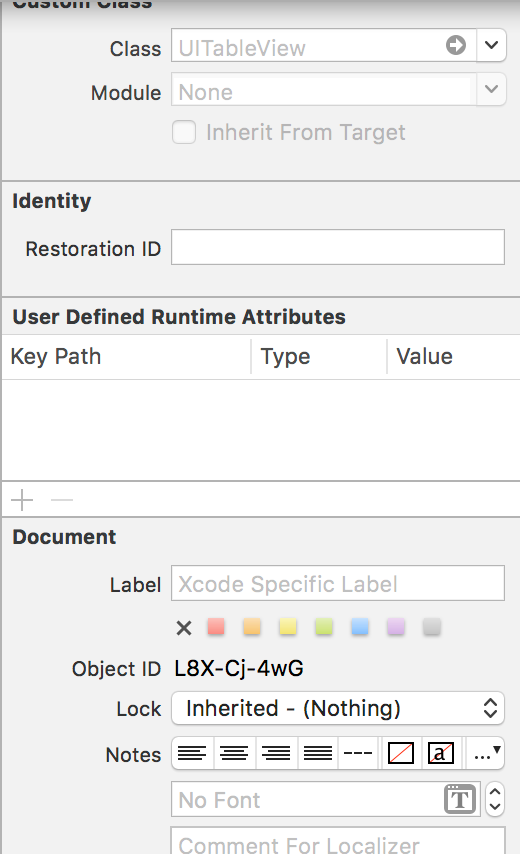 Custom Class
Class UITableView
Module None
Inherit From Target
Identity
Restoration ID
User Defined Runtime Attributes
Key Path Type Value
Document
Label Xcode Specific Label
Object ID L8X-Cj-4wG
Lock Inherited - (Nothing)
Notes a ...
No Font T
Comment For Localizer